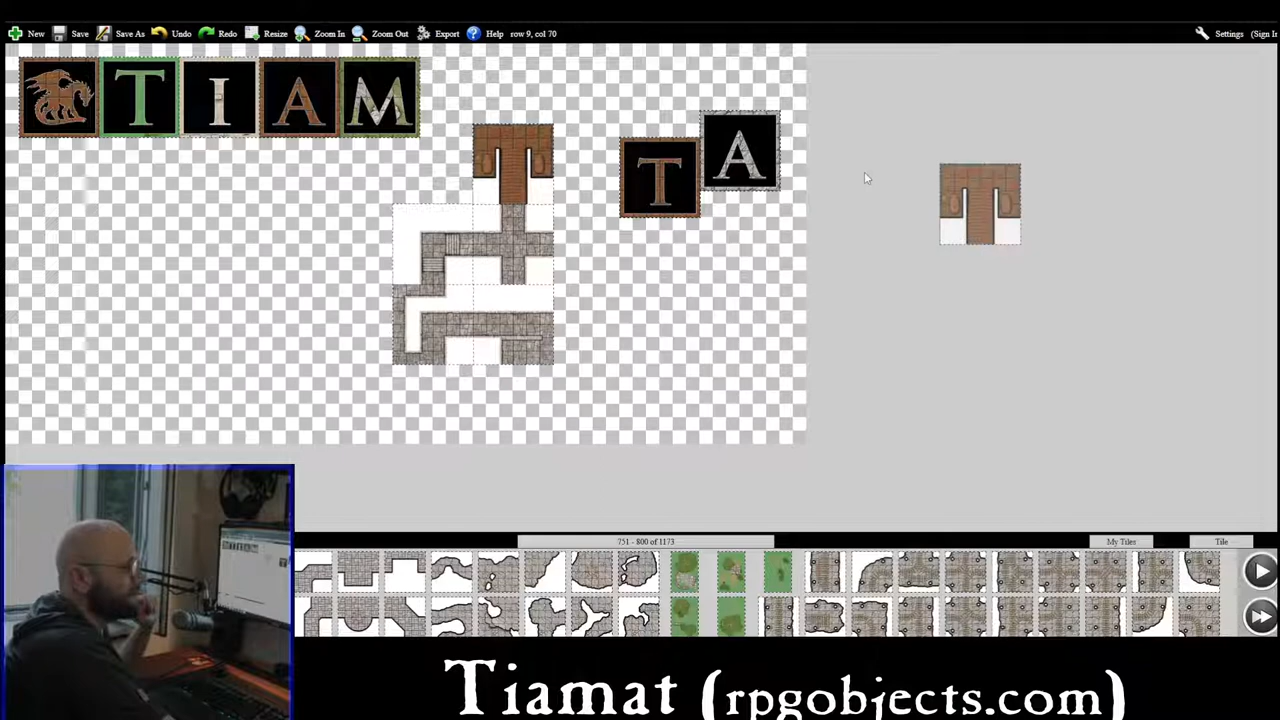 New Save Save As Undo Redo Resize Zoom In Zoom Out Export Help row 9, col 70 Settings
T I A M
T A
751 - 800 of 1173 My Tiles Tile
Tiamat (rpgobjects.com)